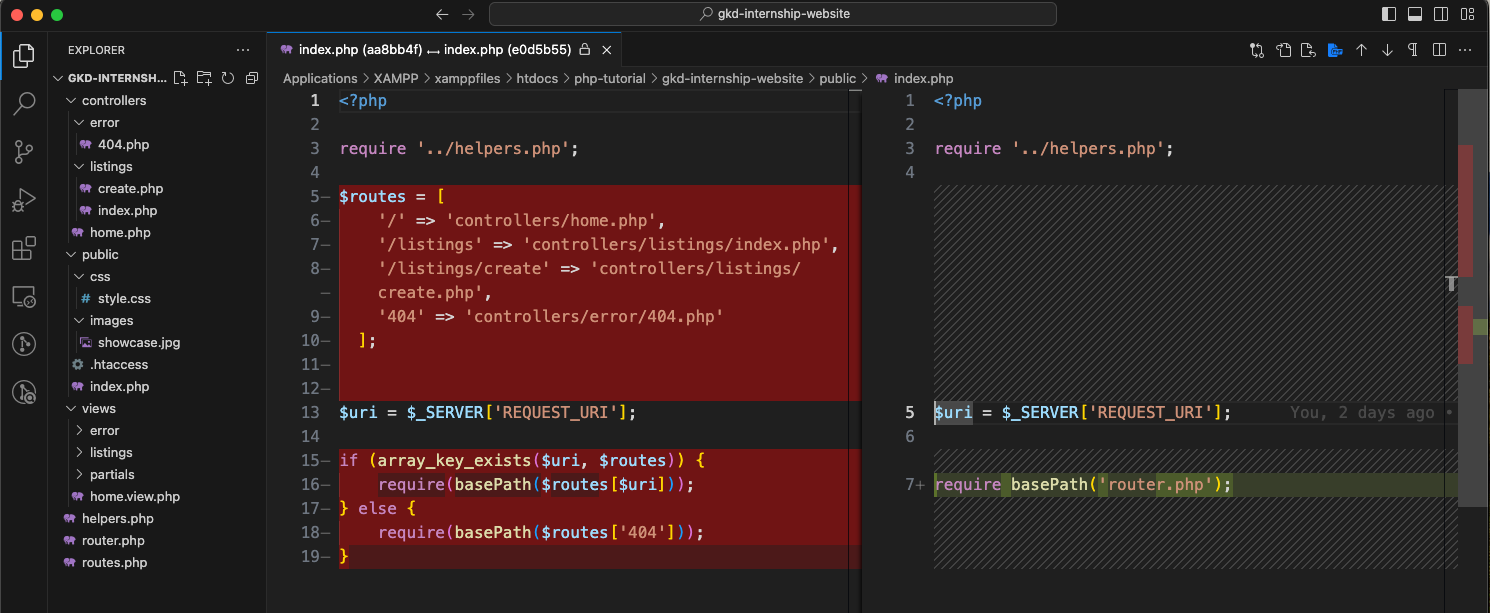 gkd-internship-website
EXPLORER
index.php (aa8bb4f) ↔ index.php (e0d5b55)
GKD-INTERNSH...
Applications > XAMPP > xamppfiles > htdocs > php-tutorial > gkd-internship-website > public > index.php
controllers
error
404.php
listings
create.php
index.php
home.php
public
css
# style.css
images
showcase.jpg
.htaccess
index.php
views
error
listings
partials
home.view.php
helpers.php
router.php
routes.php
1 <?php
2
3 require '../helpers.php';
4
5— $routes = [
6—     '/' => 'controllers/home.php',
7—     '/listings' => 'controllers/listings/index.php',
8—     '/listings/create' => 'controllers/listings/
—     create.php',
9—     '404' => 'controllers/error/404.php'
10—   ];
11—
12—
13 $uri = $_SERVER['REQUEST_URI'];
14
15— if (array_key_exists($uri, $routes)) {
16—     require(basePath($routes[$uri]));
17— } else {
18—     require(basePath($routes['404']));
19— }
1 <?php
2
3 require '../helpers.php';
4
5 $uri = $_SERVER['REQUEST_URI'];      You, 2 days ago •
6
7+ require basePath('router.php');